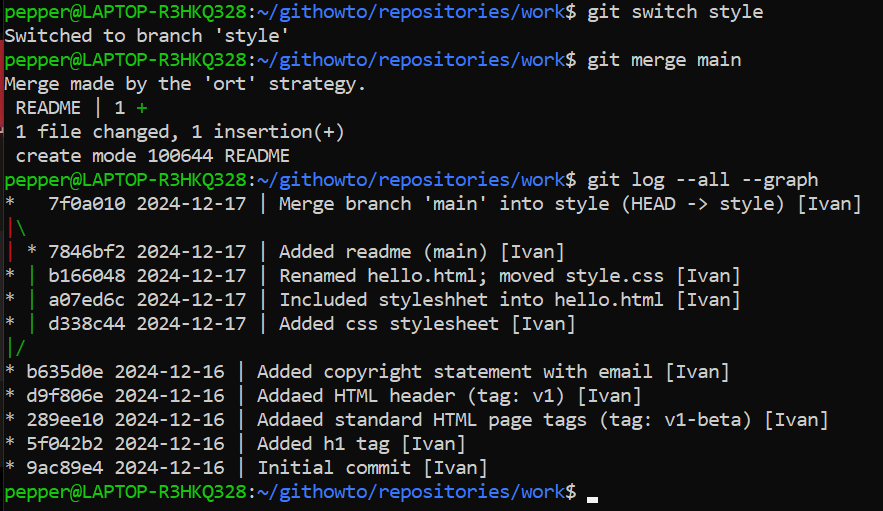 pepper@LAPTOP-R3HKQ328:~/githowto/repositories/work$ git switch style
Switched to branch 'style'
pepper@LAPTOP-R3HKQ328:~/githowto/repositories/work$ git merge main
Merge made by the 'ort' strategy.
 README | 1 +
 1 file changed, 1 insertion(+)
 create mode 100644 README
pepper@LAPTOP-R3HKQ328:~/githowto/repositories/work$ git log --all --graph
*   7f0a010 2024-12-17 | Merge branch 'main' into style (HEAD -> style) [Ivan]
|\
| * 7846bf2 2024-12-17 | Added readme (main) [Ivan]
* | b166048 2024-12-17 | Renamed hello.html; moved style.css [Ivan]
* | a07ed6c 2024-12-17 | Included styleshhet into hello.html [Ivan]
* | d338c44 2024-12-17 | Added css stylesheet [Ivan]
|/
* b635d0e 2024-12-16 | Added copyright statement with email [Ivan]
* d9f806e 2024-12-16 | Addaed HTML header (tag: v1) [Ivan]
* 289ee10 2024-12-16 | Addaed standard HTML page tags (tag: v1-beta) [Ivan]
* 5f042b2 2024-12-16 | Added h1 tag [Ivan]
* 9ac89e4 2024-12-16 | Initial commit [Ivan]
pepper@LAPTOP-R3HKQ328:~/githowto/repositories/work$